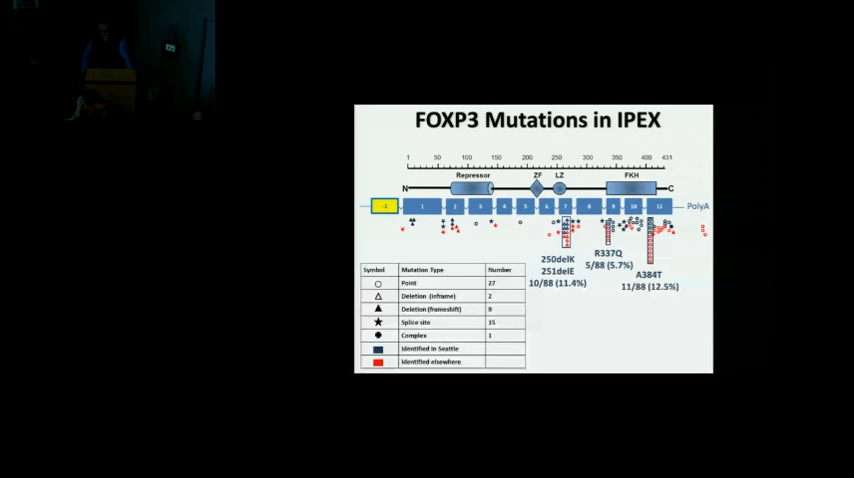 FOXP3 Mutations in IPEX
1 50 100 150 200 250 300 350 400 431
Repressor ZF LZ FKH
N C
-1 1 2 3 4 5 6 7 8 9 10 11 PolyA
250delK
251delE
10/88 (11.4%)
R337Q
5/88 (5.7%)
A384T
11/88 (12.5%)
Symbol Mutation Type Number
Point 27
Deletion (inframe) 2
Deletion (frameshift) 8
Splice site 15
Complex 1
Identified in Seattle
Identified elsewhere